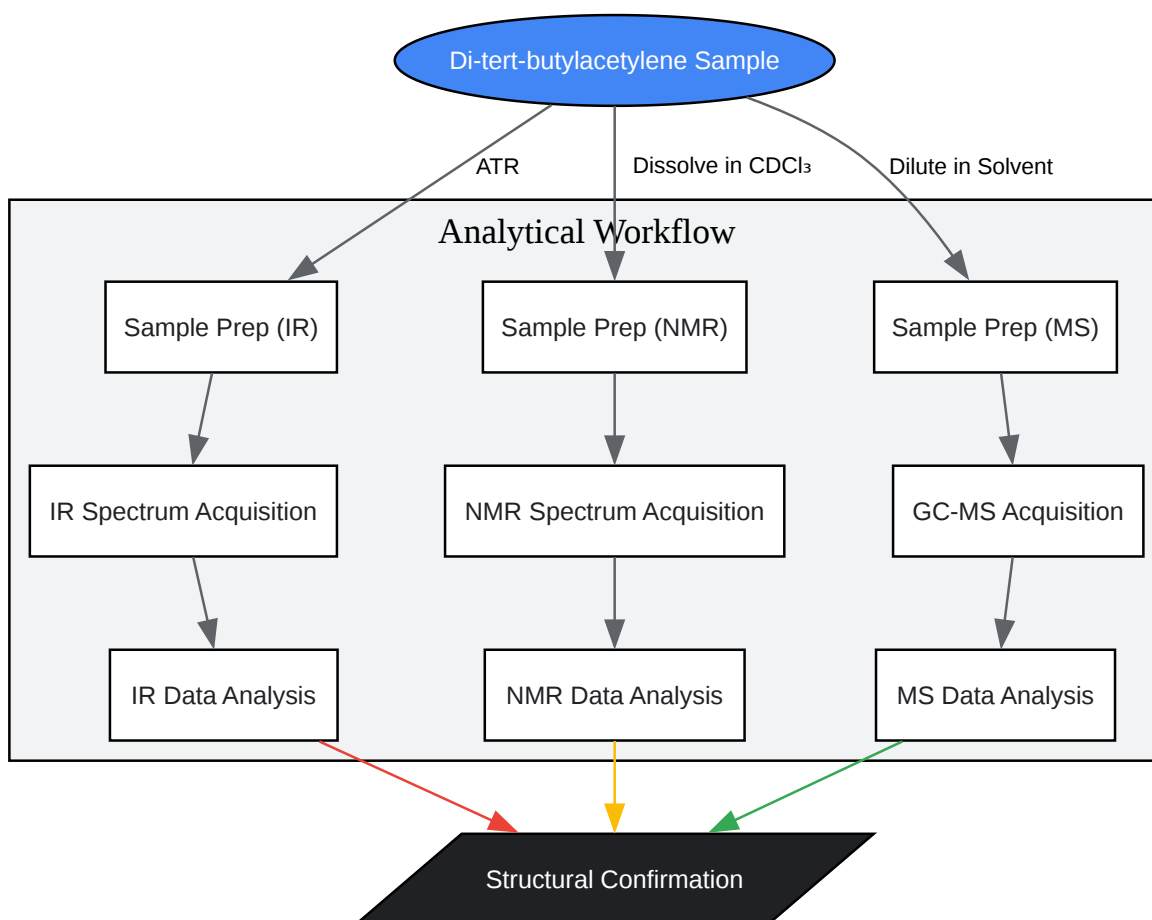 Di-tert-butylacetylene Sample
ATR
Dissolve in CDCl₃
Dilute in Solvent
Analytical Workflow
Sample Prep (IR)
Sample Prep (NMR)
Sample Prep (MS)
IR Spectrum Acquisition
NMR Spectrum Acquisition
GC-MS Acquisition
IR Data Analysis
NMR Data Analysis
MS Data Analysis
Structural Confirmation